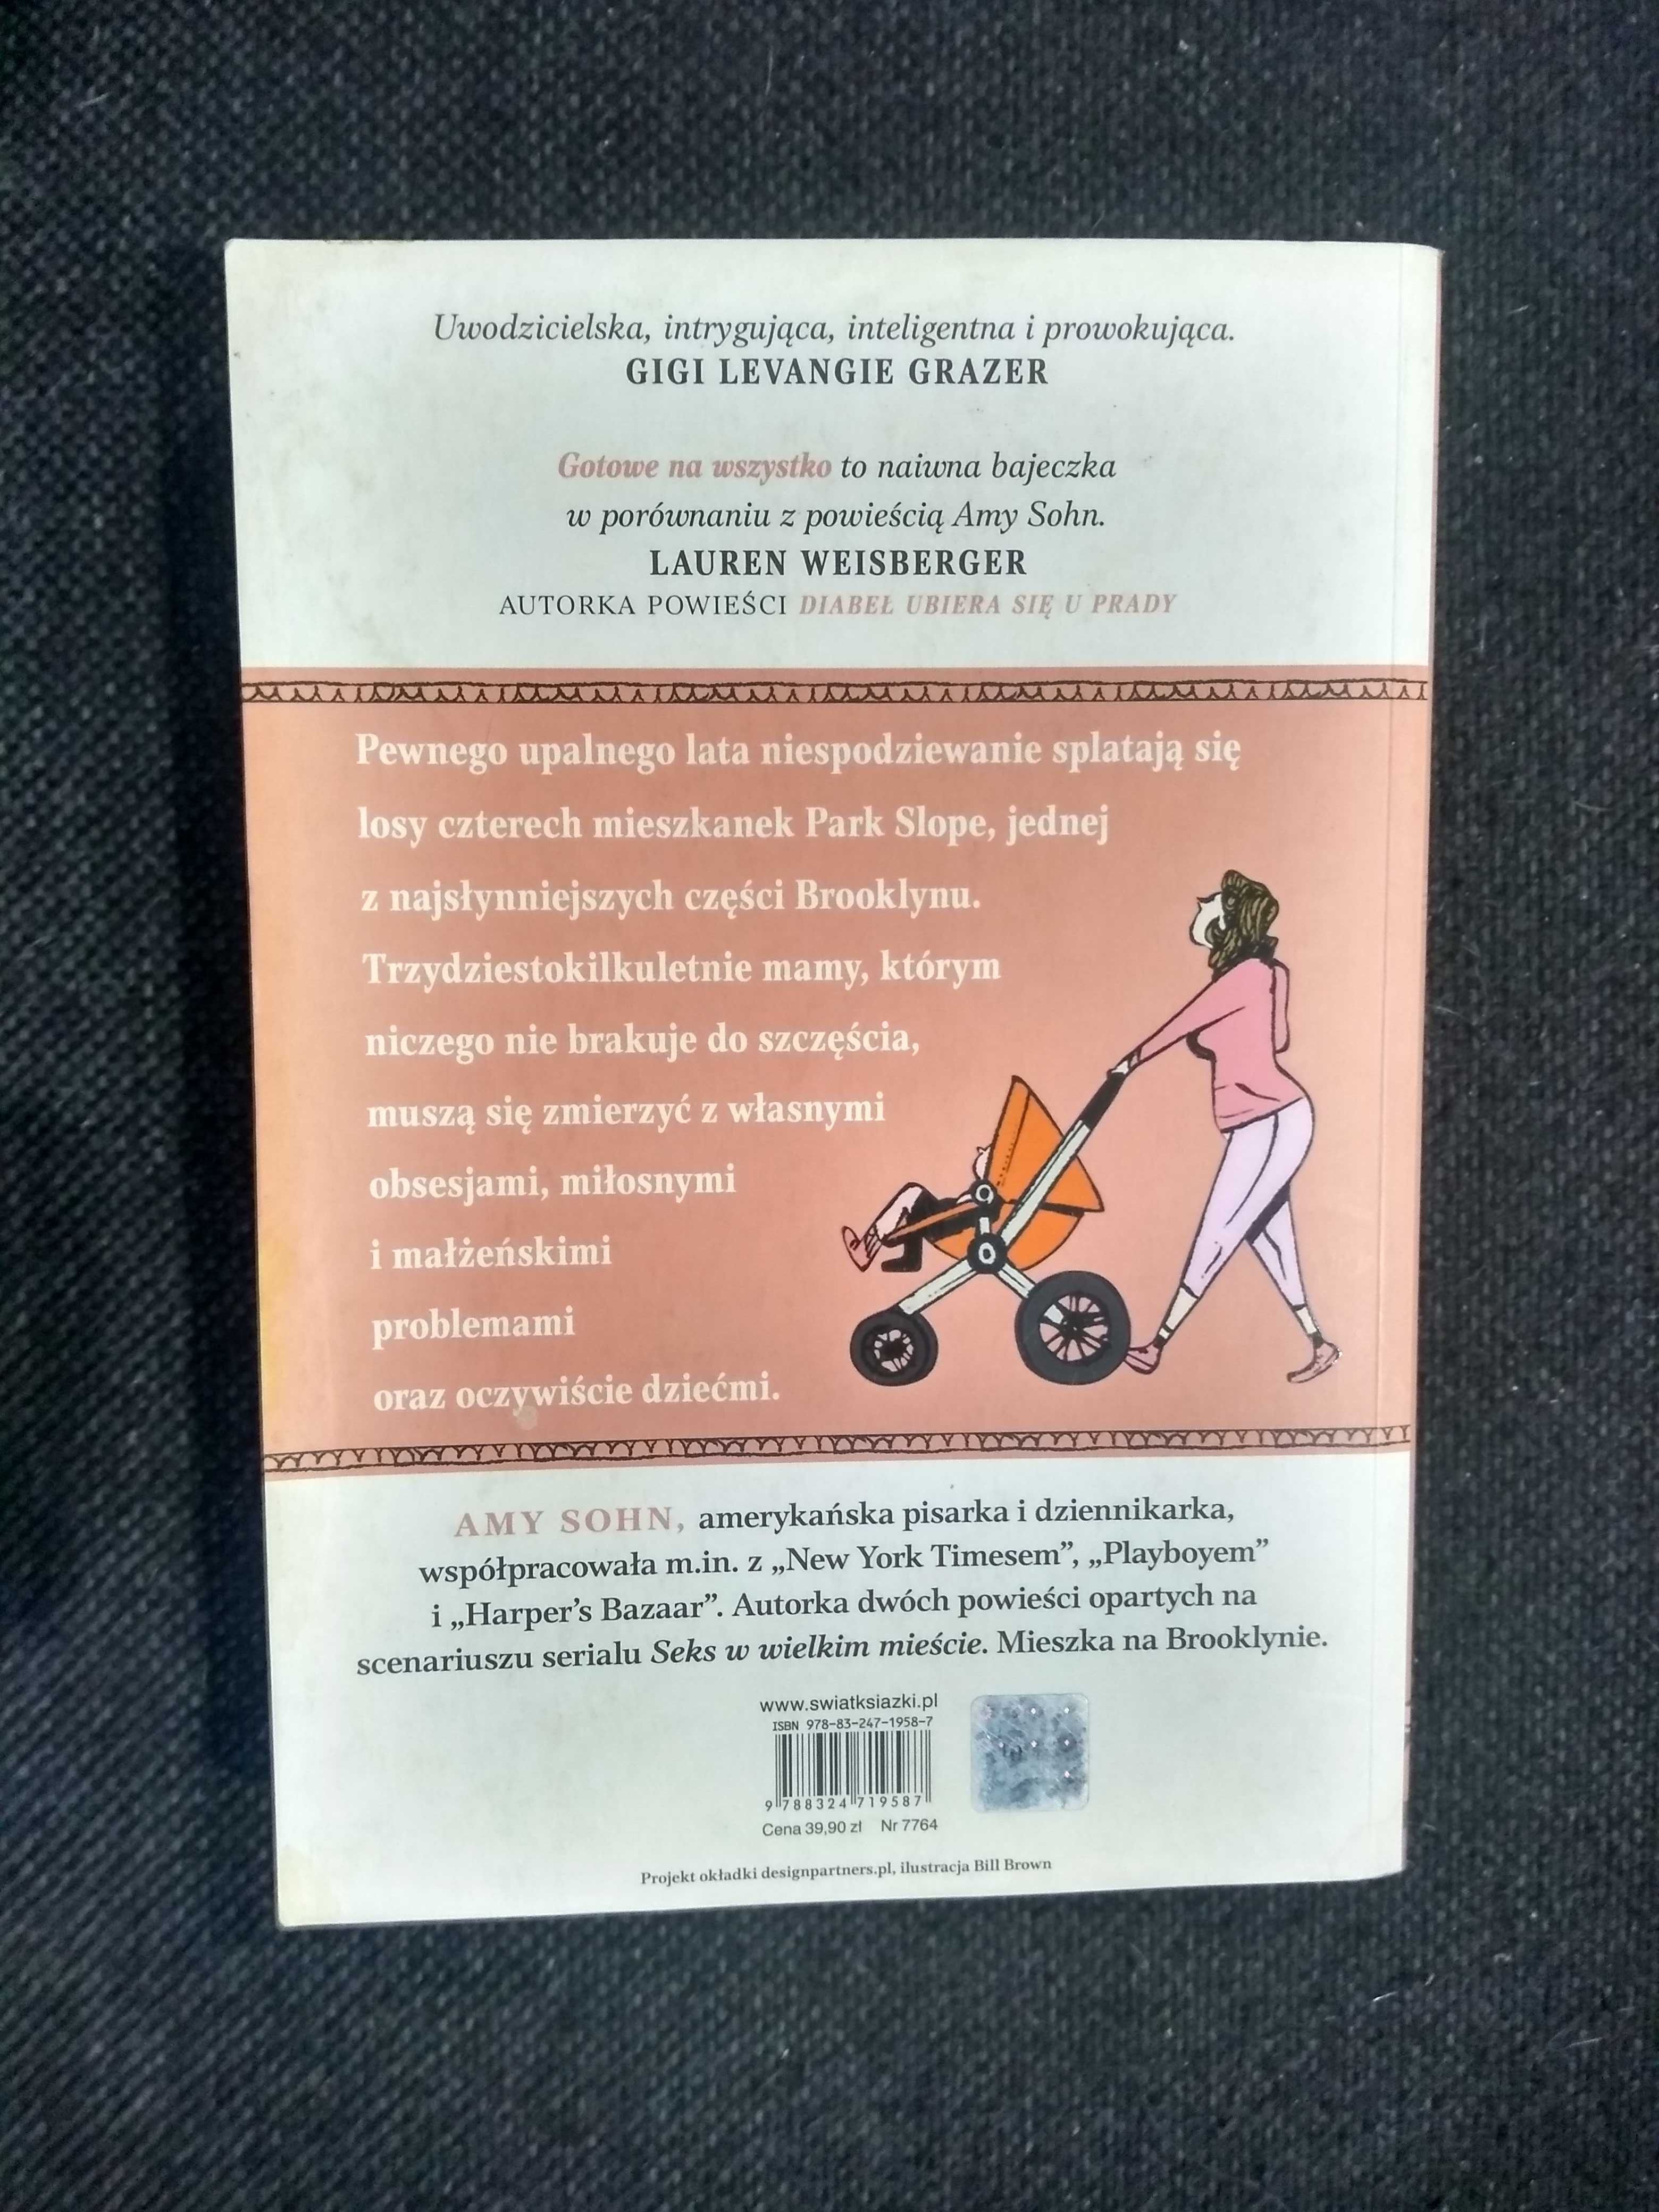 Uwodzicielska, intrygująca, inteligentna i prowokująca.
GIGI LEVANGIE GRAZER
Gotowe na wszystko to naiwna bajeczka
w porównaniu z powieścią Amy Sohn.
LAUREN WEISBERGER
AUTORKA POWIEŚCI DIABEŁ UBIERA SIĘ U PRADY
Pewnego upalnego lata niespodziewanie splatają się
losy czterech mieszkanek Park Slope, jednej
z najsłynniejszych części Brooklynu.
Trzydziestokilkuletnie mamy, którym
niczego nie brakuje do szczęścia,
muszą się zmierzyć z własnymi
obsesjami, miłosnymi
i małżeńskimi
problemami
oraz oczywiście dziećmi.
AMY SOHN, amerykańska pisarka i dziennikarka,
współpracowała m.in. z „New York Timesem”, „Playboyem”
i „Harper’s Bazaar”. Autorka dwóch powieści opartych na
scenariuszu serialu Seks w wielkim mieście. Mieszka na Brooklynie.
www.swiatksiazki.pl
ISBN 978-83-247-1958-7
9 788324 719587
Cena 39,90 zł Nr 7764
Projekt okładki designpartners.pl, ilustracja Bill Brown